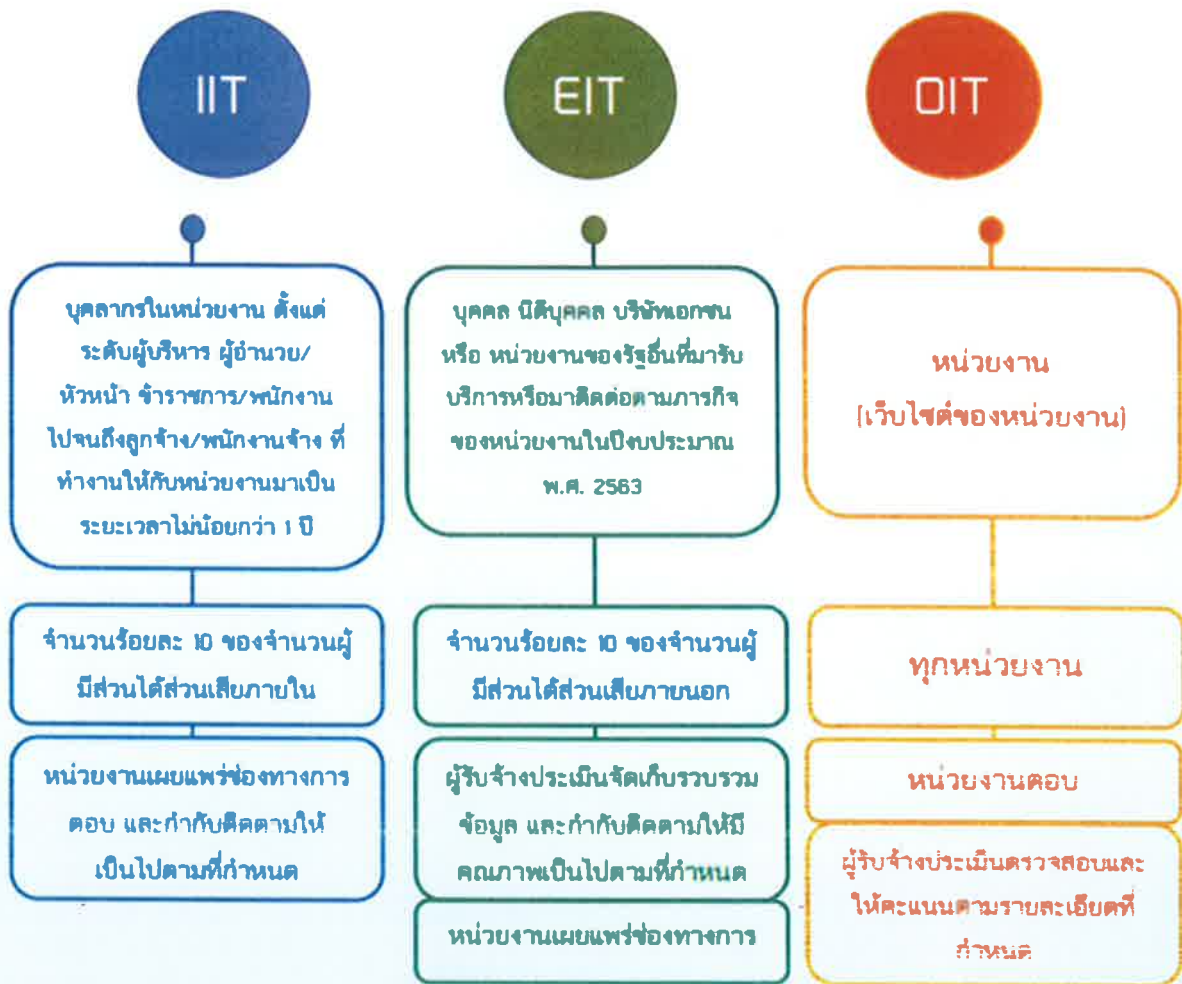 IIT
บุคลากรในหน่วยงาน ตั้งแต่
ระดับผู้บริหาร ผู้อำนวย/
หัวหน้า ข้าราชการ/พนักงาน
ไปจนถึงลูกจ้าง/พนักงานจ้าง ที่
ทำงานให้กับหน่วยงานมาเป็น
ระยะเวลาไม่น้อยกว่า 1 ปี
จำนวนร้อยละ 10 ของจำนวนผู้
มีส่วนได้ส่วนเสียภายใน
หน่วยงานเผยแพร่ช่องทางการ
ตอบ และกำกับติดตามให้
เป็นไปตามที่กำหนด
EIT
บุคคล นิติบุคคล บริษัทเอกชน
หรือ หน่วยงานของรัฐอื่นที่มารับ
บริการหรือมาติดต่อตามภารกิจ
ของหน่วยงานในปีงบประมาณ
พ.ศ. 2563
จำนวนร้อยละ 10 ของจำนวนผู้
มีส่วนได้ส่วนเสียภายนอก
ผู้รับจ้างประเมินจัดเก็บรวบรวม
ข้อมูล และกำกับติดตามให้มี
คุณภาพเป็นไปตามที่กำหนด
หน่วยงานเผยแพร่ช่องทางการ
OIT
หน่วยงาน
(เว็บไซต์ของหน่วยงาน)
ทุกหน่วยงาน
หน่วยงานตอบ
ผู้รับจ้างประเมินตรวจสอบและ
ให้คะแนนตามรายละเอียดที่
กำหนด